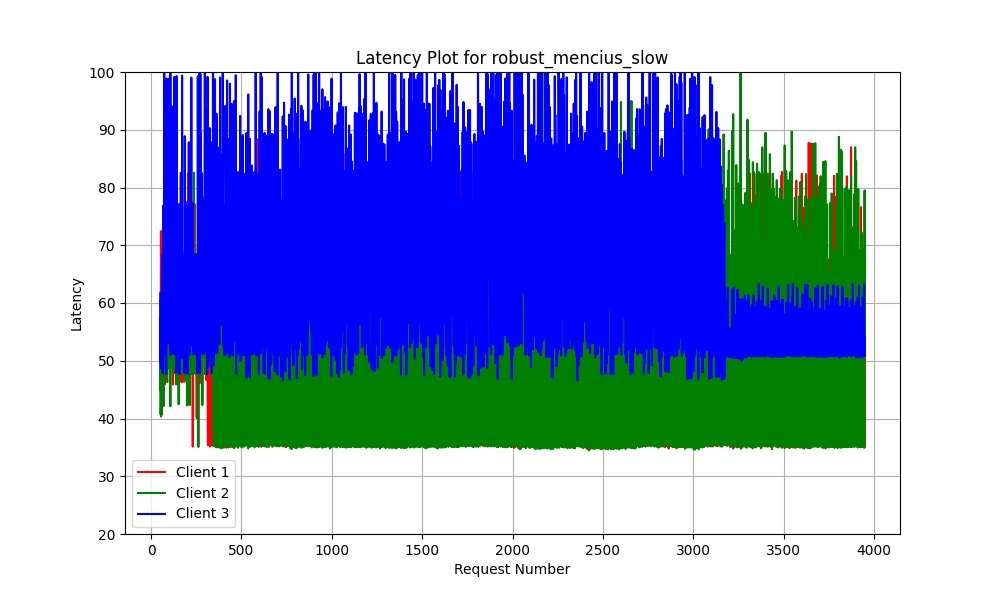 Latency Plot for robust_mencius_slow
100
90
80
70
60
50
40
30
20
Latency
Client 1
Client 2
Client 3
0 500 1000 1500 2000 2500 3000 3500 4000
Request Number